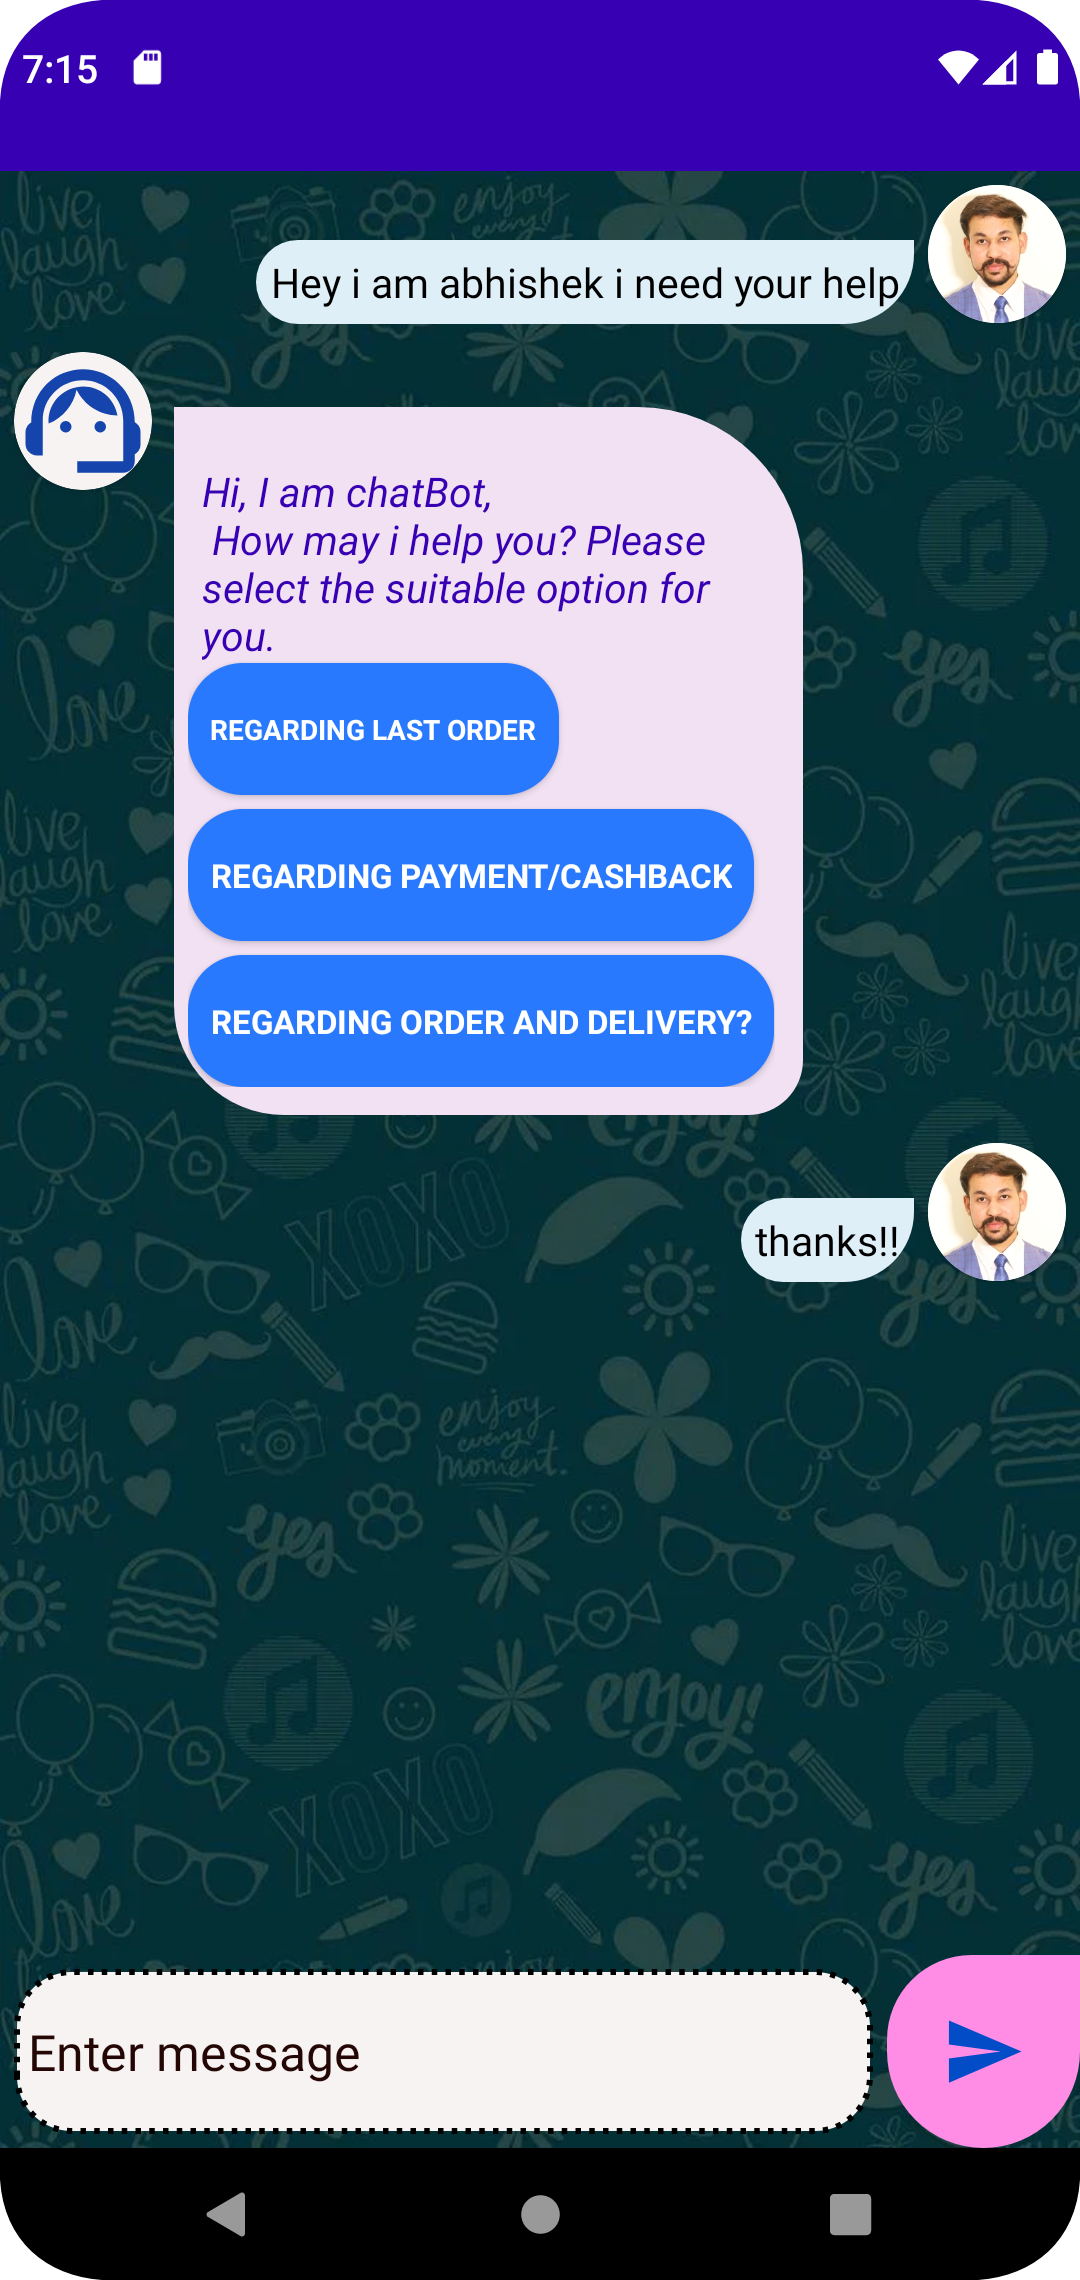 7:15
Hey i am abhishek i need your help
Hi, I am chatBot,
How may i help you? Please
select the suitable option for
you.
REGARDING LAST ORDER
REGARDING PAYMENT/CASHBACK
REGARDING ORDER AND DELIVERY?
thanks!!
Enter message